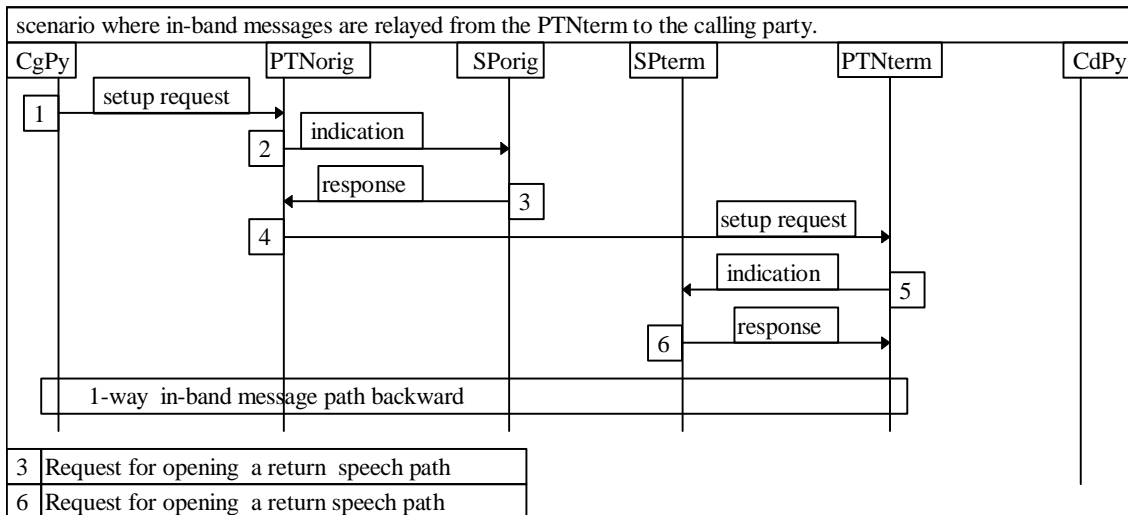 scenario where in-band messages are relayed from the PTNterm to the calling party.
CgPy PTNorig SPorig SPterm PTNterm CdPy
setup request
1
indication
2
response
3
setup request
4
indication
5
response
6
1-way in-band message path backward
3 Request for opening a return speech path
6 Request for opening a return speech path